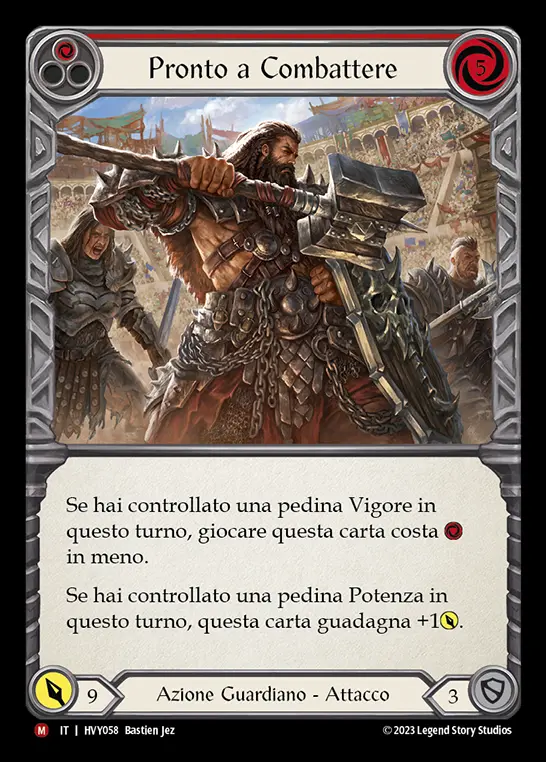 Pronto a Combattere
5
Se hai controllato una pedina Vigore in
questo turno, giocare questa carta costa
in meno.
Se hai controllato una pedina Potenza in
questo turno, questa carta guadagna +1.
9 Azione Guardiano - Attacco 3
M IT | HVY058 Bastien Jez © 2023 Legend Story Studios